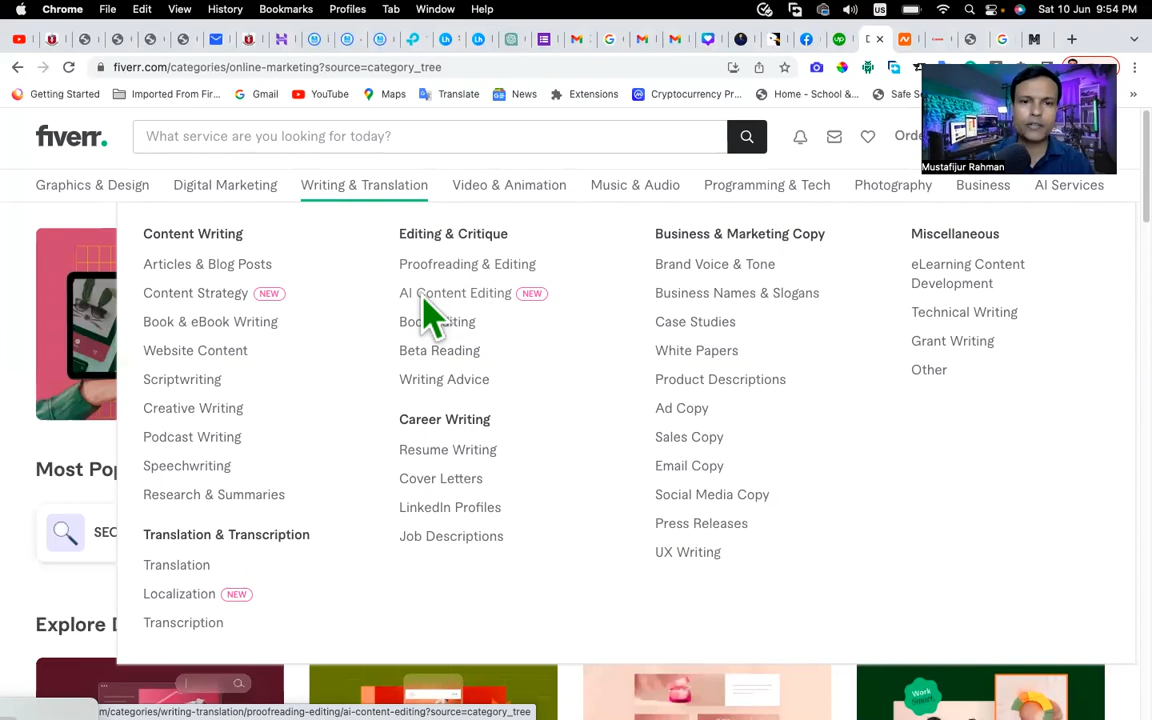 Chrome File Edit View History Bookmarks Profiles Tab Window Help
US
Sat 10 Jun 9:54 PM
fiverr.com/categories/online-marketing?source=category_tree
Getting Started
Imported From Fir...
Gmail
YouTube
Maps
Translate
News
Extensions
Cryptocurrency Pr...
Home - School &...
Safe S
»
fiverr.
What service are you looking for today?
Orde
Mustafijur Rahman
Graphics & Design
Digital Marketing
Writing & Translation
Video & Animation
Music & Audio
Programming & Tech
Photography
Business
AI Services
Content Writing
Articles & Blog Posts
Content Strategy NEW
Book & eBook Writing
Website Content
Scriptwriting
Creative Writing
Podcast Writing
Speechwriting
Research & Summaries
Translation & Transcription
Translation
Localization NEW
Transcription
Editing & Critique
Proofreading & Editing
AI Content Editing NEW
Beta Reading
Writing Advice
Career Writing
Resume Writing
Cover Letters
LinkedIn Profiles
Job Descriptions
Business & Marketing Copy
Brand Voice & Tone
Business Names & Slogans
Case Studies
White Papers
Product Descriptions
Ad Copy
Sales Copy
Email Copy
Social Media Copy
Press Releases
UX Writing
Miscellaneous
eLearning Content
Development
Technical Writing
Grant Writing
Other
Most Pop
SEO
Explore D
Work
Smart.
m/categories/writing-translation/proofreading-editing/ai-content-editing?source=category_tree